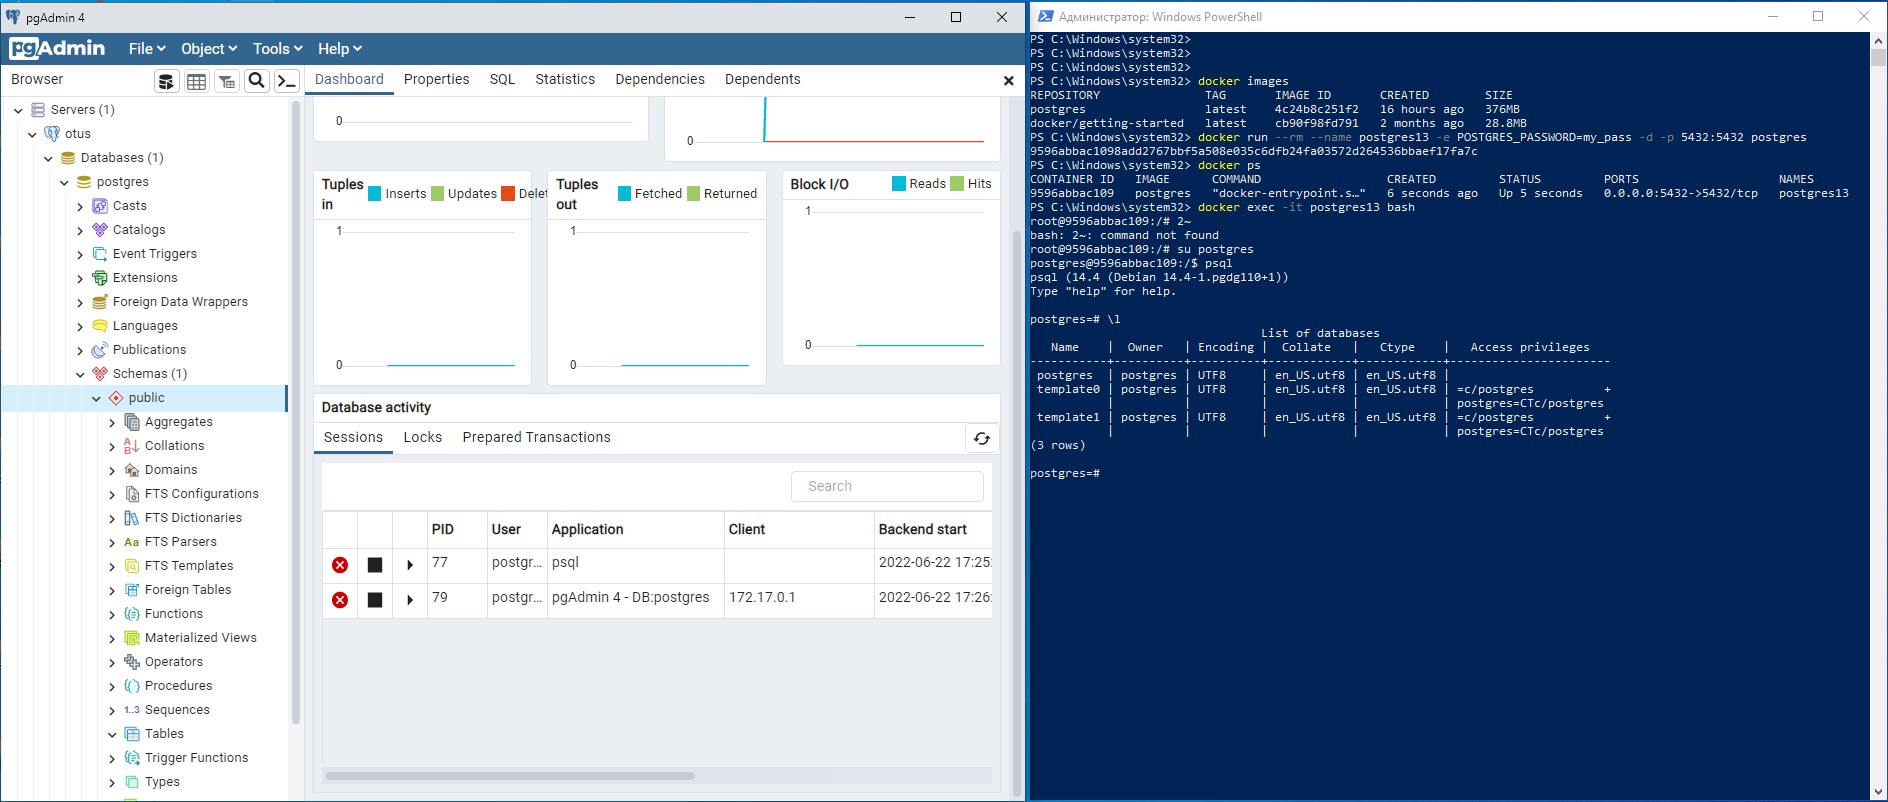 pgAdmin 4
pgAdmin File Object Tools Help
Browser
Dashboard Properties SQL Statistics Dependencies Dependents
Servers (1)
otus
Databases (1)
postgres
Casts
Catalogs
Event Triggers
Extensions
Foreign Data Wrappers
Languages
Publications
Schemas (1)
public
Aggregates
Collations
Domains
FTS Configurations
FTS Dictionaries
Aa FTS Parsers
FTS Templates
Foreign Tables
Functions
Materialized Views
Operators
Procedures
1..3 Sequences
Tables
Trigger Functions
Types
0
0
Tuples in
Inserts Updates Delet
1
0
Tuples out
Fetched Returned
1
0
Block I/O
Reads Hits
1
0
Database activity
Sessions Locks Prepared Transactions
Search
PID User Application Client Backend start
77 postgr... psql 2022-06-22 17:25:
79 postgr... pgAdmin 4 - DB:postgres 172.17.0.1 2022-06-22 17:26:
Администратор: Windows PowerShell
PS C:\Windows\system32>
PS C:\Windows\system32>
PS C:\Windows\system32>
PS C:\Windows\system32> docker images
REPOSITORY TAG IMAGE ID CREATED SIZE
postgres latest 4c24b8c251f2 16 hours ago 376MB
docker/getting-started latest cb90f98fd791 2 months ago 28.8MB
PS C:\Windows\system32> docker run --rm --name postgres13 -e POSTGRES_PASSWORD=my_pass -d -p 5432:5432 postgres
9596abbac1098add2767bbf5a508e035c6dfb24fa03572d264536bbaef17fa7c
PS C:\Windows\system32> docker ps
CONTAINER ID IMAGE COMMAND CREATED STATUS PORTS NAMES
9596abbac109 postgres "docker-entrypoint.s…" 6 seconds ago Up 5 seconds 0.0.0.0:5432->5432/tcp postgres13
PS C:\Windows\system32> docker exec -it postgres13 bash
root@9596abbac109:/# 2~
bash: 2~: command not found
root@9596abbac109:/# su postgres
postgres@9596abbac109:/$ psql
psql (14.4 (Debian 14.4-1.pgdg110+1))
Type "help" for help.
postgres=# \l
List of databases
Name | Owner | Encoding | Collate | Ctype | Access privileges
-----------+----------+----------+------------+------------+-----------------------
postgres | postgres | UTF8 | en_US.utf8 | en_US.utf8 |
template0 | postgres | UTF8 | en_US.utf8 | en_US.utf8 | =c/postgres +
| | | | | postgres=CTc/postgres
template1 | postgres | UTF8 | en_US.utf8 | en_US.utf8 | =c/postgres +
| | | | | postgres=CTc/postgres
(3 rows)
postgres=#